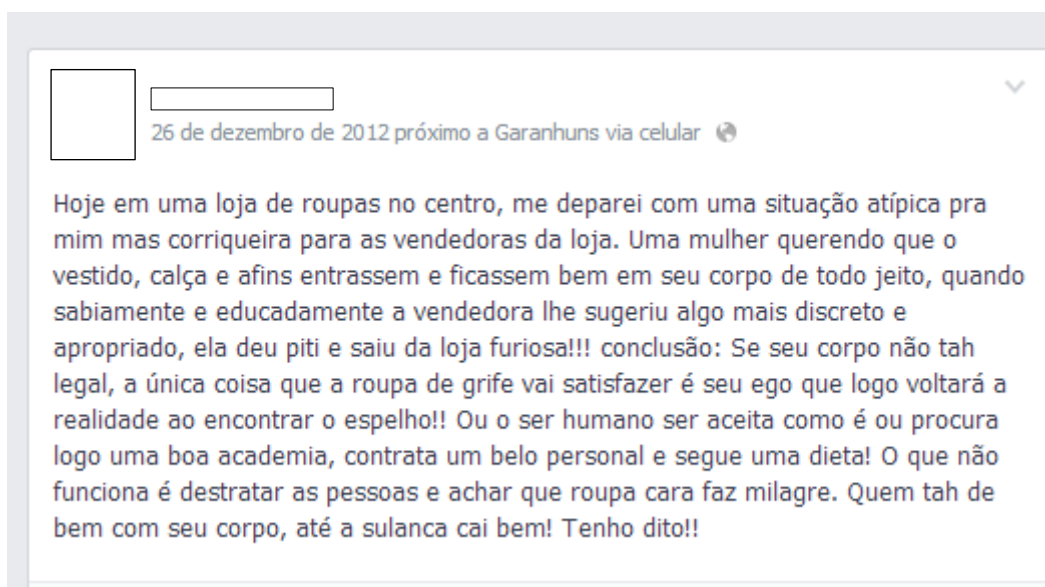 26 de dezembro de 2012 próximo a Garanhuns via celular
Hoje em uma loja de roupas no centro, me deparei com uma situação atípica pra
mim mas corriqueira para as vendedoras da loja. Uma mulher querendo que o
vestido, calça e afins entrassem e ficassem bem em seu corpo de todo jeito, quando
sabiamente e educadamente a vendedora lhe sugeriu algo mais discreto e
apropriado, ela deu piti e saiu da loja furiosa!!! conclusão: Se seu corpo não tah
legal, a única coisa que a roupa de grife vai satisfazer é seu ego que logo voltará a
realidade ao encontrar o espelho!! Ou o ser humano ser aceita como é ou procura
logo uma boa academia, contrata um belo personal e segue uma dieta! O que não
funciona é destratar as pessoas e achar que roupa cara faz milagre. Quem tah de
bem com seu corpo, até a sulanca cai bem! Tenho dito!!